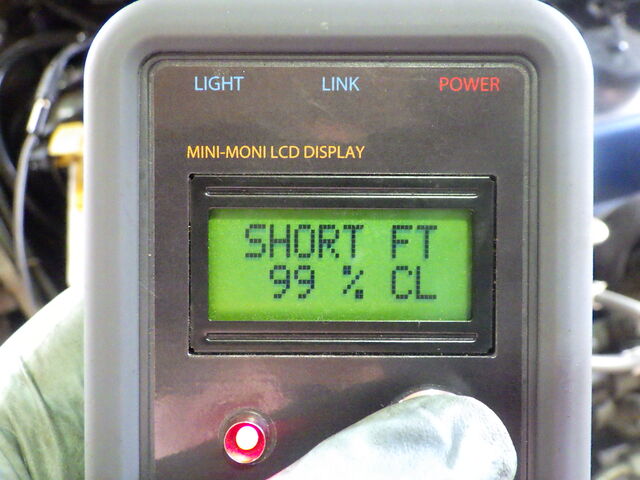 LIGHT LINK POWER
MINI-MONI LCD DISPLAY
SHORT FT
99 % CL